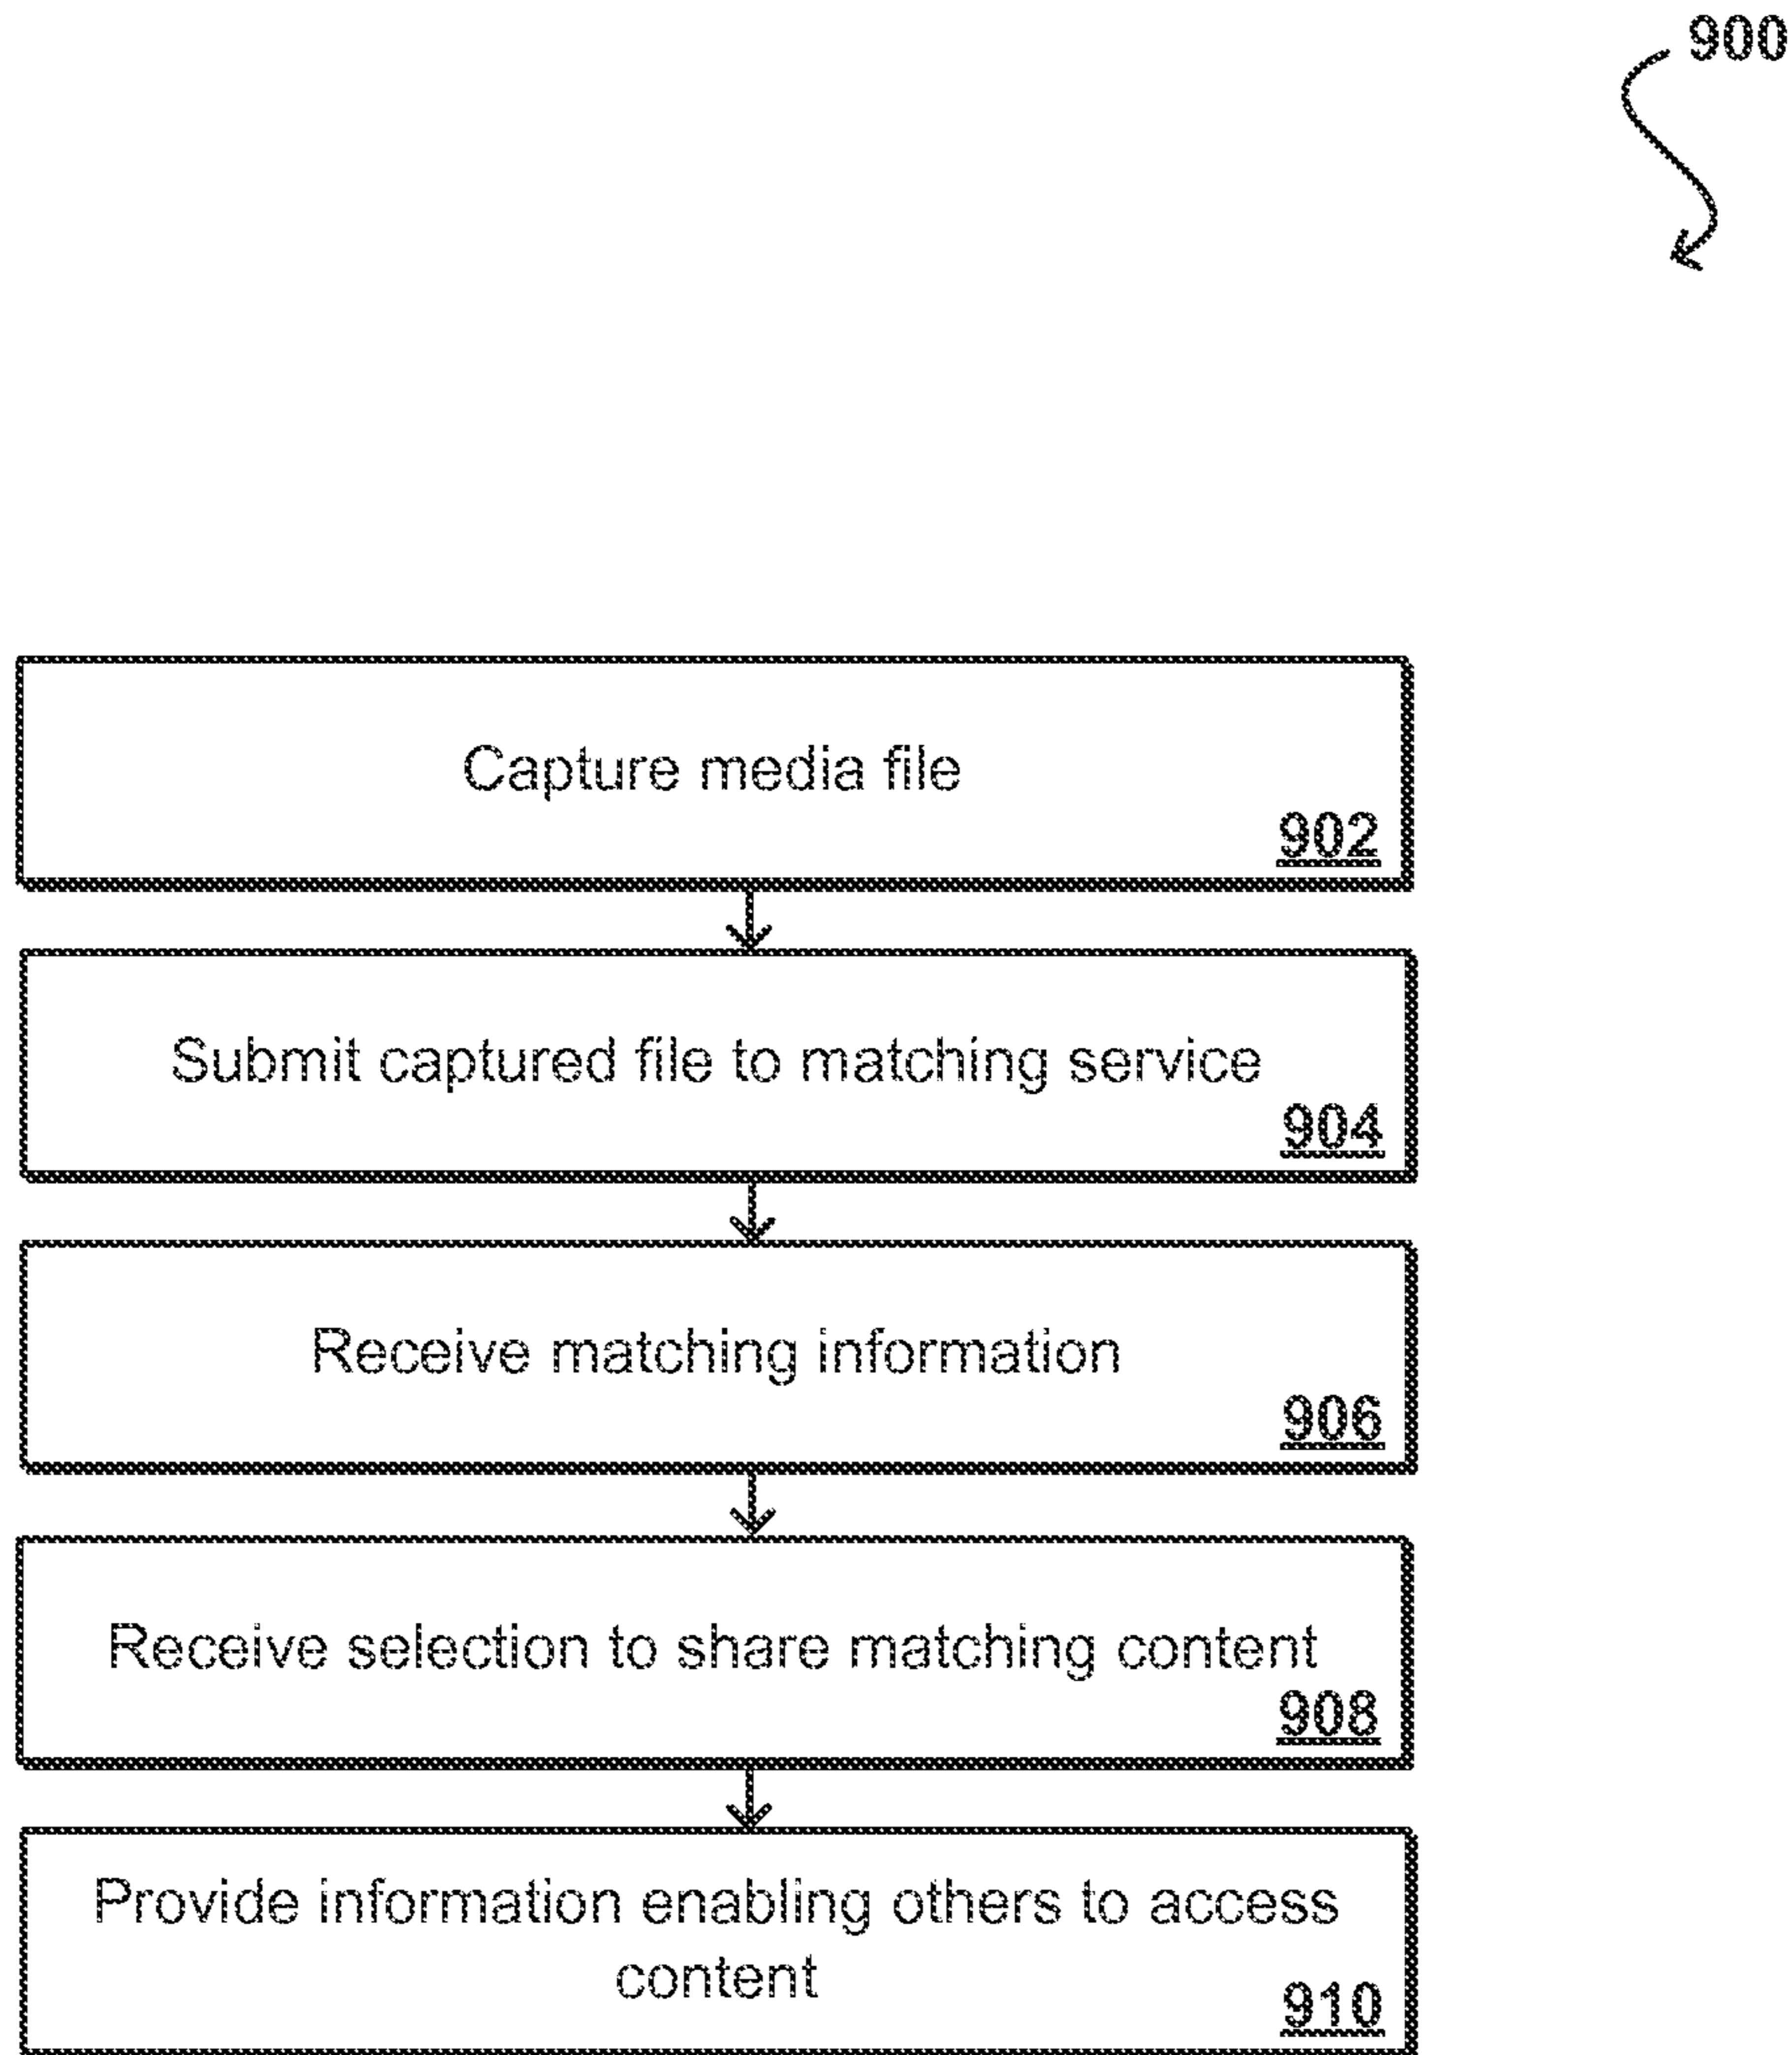 900
Capture media file
902
Submit captured file to matching service
904
Receive matching information
906
Receive selection to share matching content
908
Provide information enabling others to access
content
910